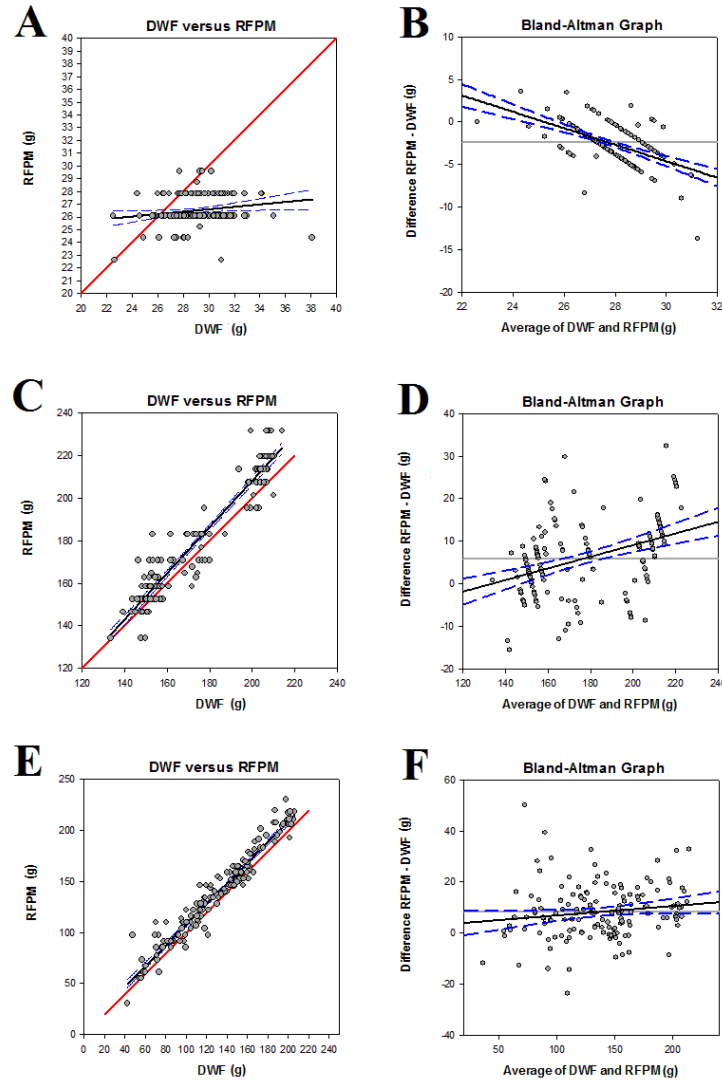 A
DWF versus RFPM
RFPM (g)
40
39
38
37
36
35
34
33
32
31
30
29
28
27
26
25
24
23
22
21
20
20 22 24 26 28 30 32 34 36 38 40
DWF (g)
B
Bland-Altman Graph
Difference RFPM - DWF (g)
10
5
0
-5
-10
-15
-20
22 24 26 28 30 32
Average of DWF and RFPM (g)
C
DWF versus RFPM
RFPM (g)
240
220
200
180
160
140
120
120 140 160 180 200 220 240
DWF (g)
D
Bland-Altman Graph
Difference RFPM - DWF (g)
40
30
20
10
0
-10
-20
120 140 160 180 200 220 240
Average of DWF and RFPM (g)
E
DWF versus RFPM
RFPM (g)
250
200
150
100
50
0
0 20 40 60 80 100 120 140 160 180 200 220 240
DWF (g)
F
Bland-Altman Graph
Difference RFPM - DWF (g)
60
40
20
0
-20
-40
50 100 150 200
Average of DWF and RFPM (g)